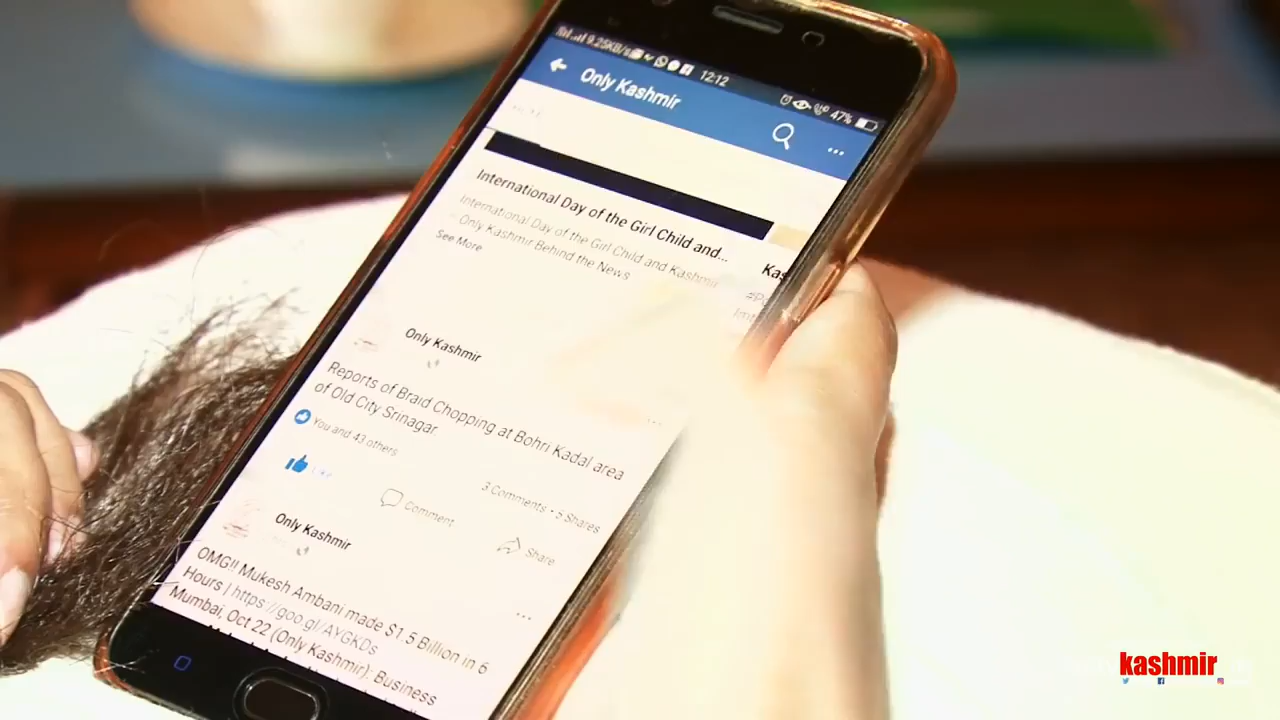 9.25KB/s 12:12 47%
Only Kashmir
International Day of the Girl Child and...
International Day of the Girl Child and Kashmir
Only Kashmir Behind the News
See More
Kas
Only Kashmir
Reports of Braid Chopping at Bohri Kadal area
of Old City Srinagar.
You and 43 others
3 Comments • 5 Shares
Like
Comment
Share
Only Kashmir
OMG!! Mukesh Ambani made $1.5 Billion in 6
Hours | https://goo.gl/AYGKDs
Mumbai, Oct 22 (Only Kashmir): Business
kashmir